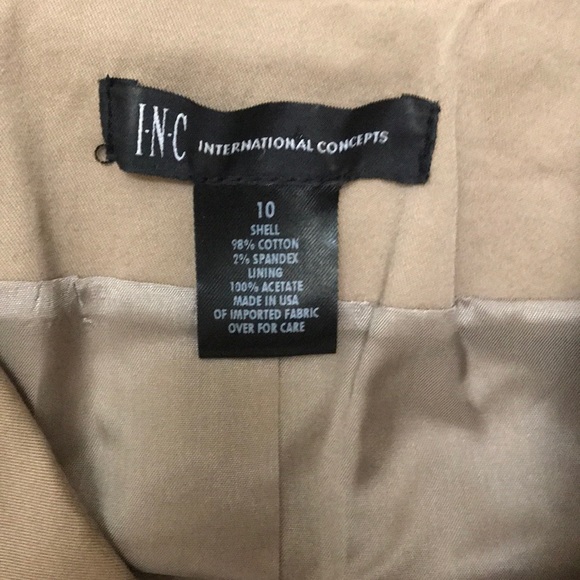 I·N·C INTERNATIONAL CONCEPTS
10
SHELL
98% COTTON
2% SPANDEX
LINING
100% ACETATE
MADE IN USA
OF IMPORTED FABRIC
OVER FOR CARE